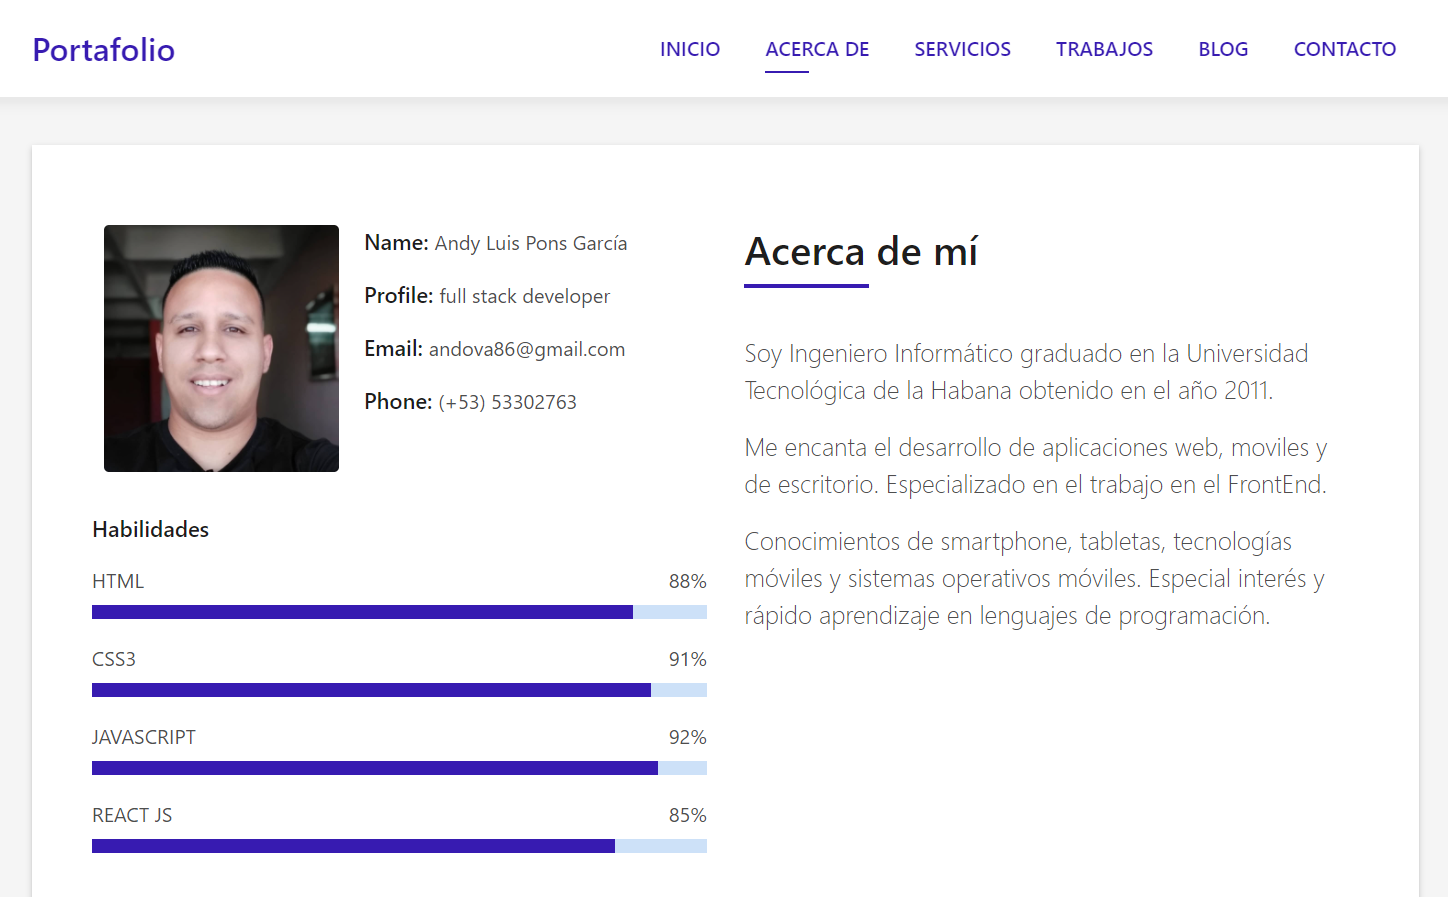 Portafolio
INICIO
ACERCA DE
SERVICIOS
TRABAJOS
BLOG
CONTACTO
Name: Andy Luis Pons García
Profile: full stack developer
Email: andova86@gmail.com
Phone: (+53) 53302763
Habilidades
HTML 88%
CSS3 91%
JAVASCRIPT 92%
REACT JS 85%
Acerca de mí
Soy Ingeniero Informático graduado en la Universidad
Tecnológica de la Habana obtenido en el año 2011.
Me encanta el desarrollo de aplicaciones web, moviles y
de escritorio. Especializado en el trabajo en el FrontEnd.
Conocimientos de smartphone, tabletas, tecnologías
móviles y sistemas operativos móviles. Especial interés y
rápido aprendizaje en lenguajes de programación.